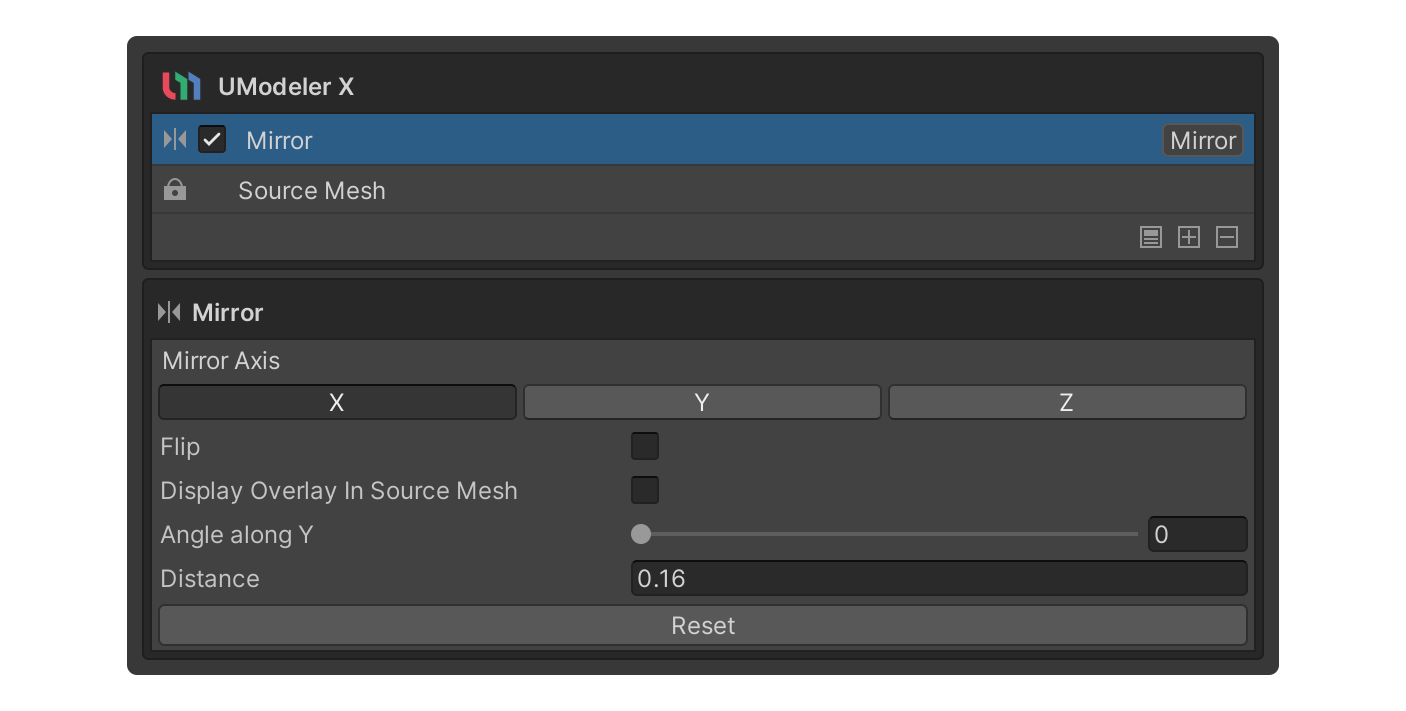 UModeler X
Mirror Mirror
Source Mesh
Mirror
Mirror Axis
X Y Z
Flip
Display Overlay In Source Mesh
Angle along Y 0
Distance 0.16
Reset